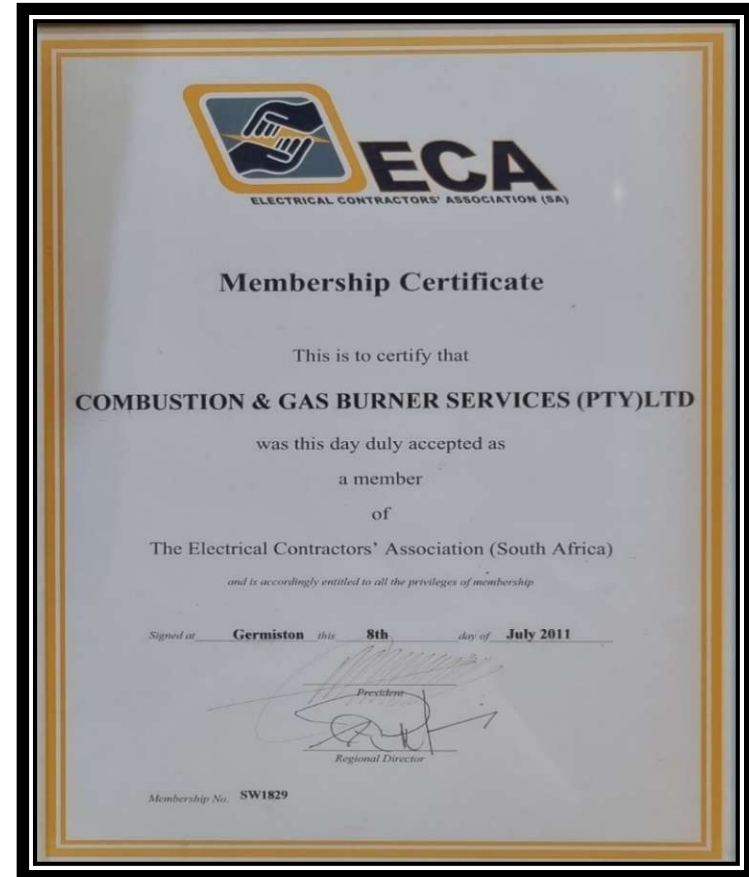 ECA
ELECTRICAL CONTRACTORS' ASSOCIATION (SA)
Membership Certificate
This is to certify that
COMBUSTION & GAS BURNER SERVICES (PTY)LTD
was this day duly accepted as
a member
of
The Electrical Contractors' Association (South Africa)
and is accordingly entitled to all the privileges of membership
Signed at Germiston this 8th day of July 2011
President
Regional Director
Membership No. SW1829